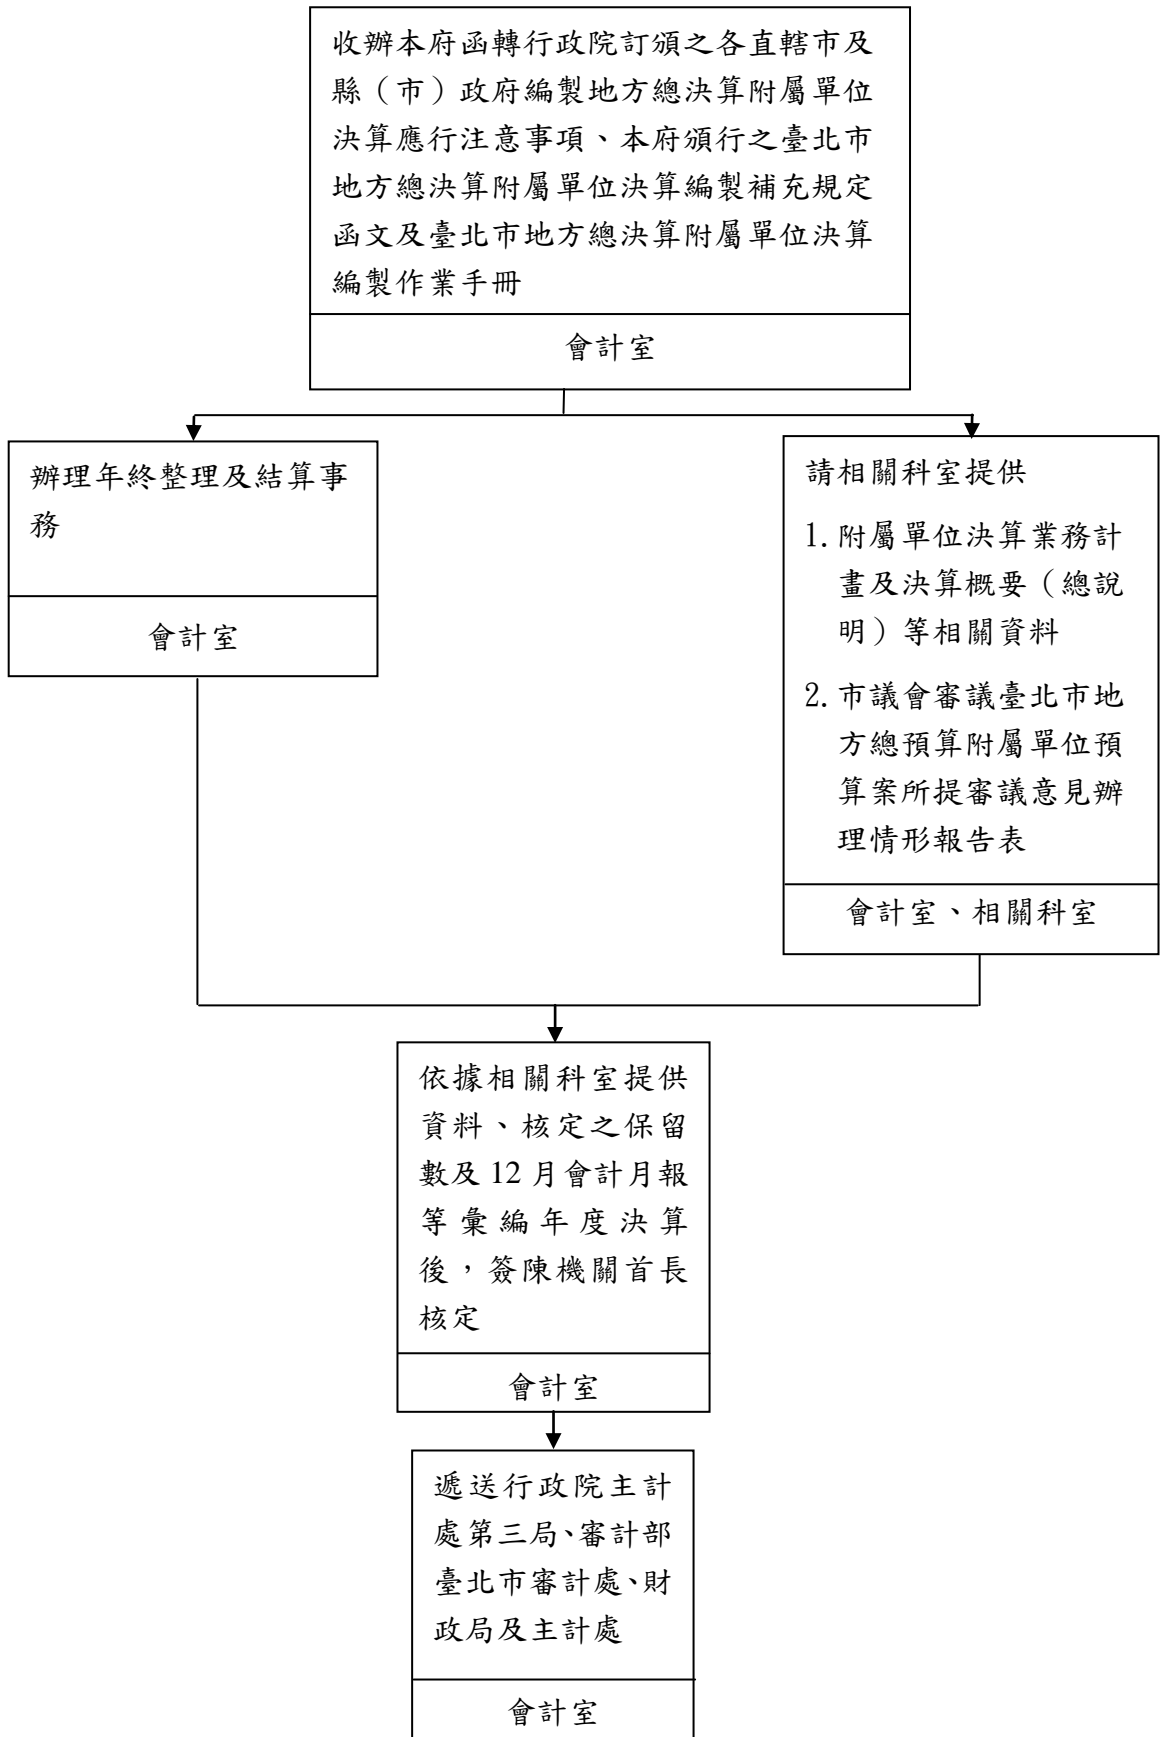 收辦本府函轉行政院訂頒之各直轄市及
縣（市）政府編製地方總決算附屬單位
決算應行注意事項、本府頒行之臺北市
地方總決算附屬單位決算編製補充規定
函文及臺北市地方總決算附屬單位決算
編製作業手冊
會計室
辦理年終整理及結算事
務
會計室
請相關科室提供
1. 附屬單位決算業務計
畫及決算概要（總說
明）等相關資料
2. 市議會審議臺北市地
方總預算附屬單位預
算案所提審議意見辦
理情形報告表
會計室、相關科室
依據相關科室提供
資料、核定之保留
數及 12 月會計月報
等彙編年度決算
後，簽陳機關首長
核定
會計室
遞送行政院主計
處第三局、審計部
臺北市審計處、財
政局及主計處
會計室